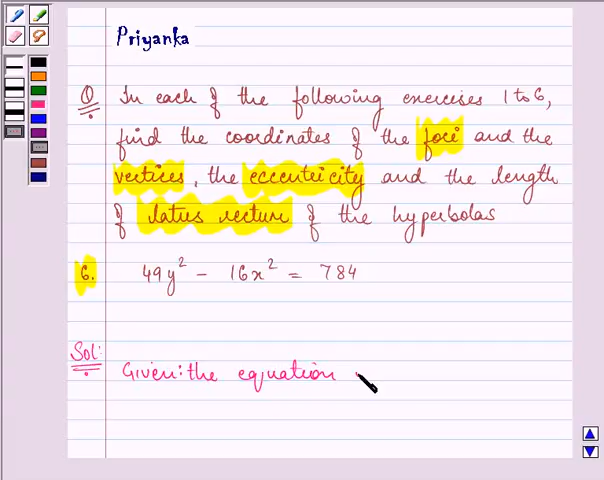 Priyanka
Q In each of the following exercises 1 to 6,
find the coordinates of the foci and the
vertices, the eccentricity and the length
of latus rectum of the hyperbolas
6. 49y² - 16x² = 784
Sol:
Given: the equation